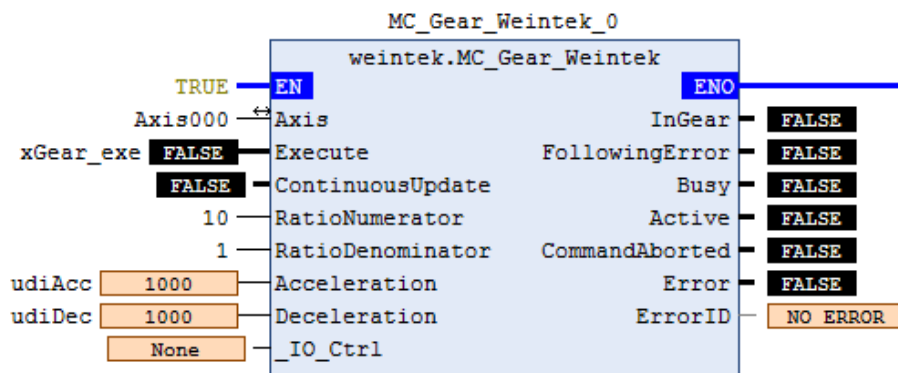 MC_Gear_Weintek_0
weintek.MC_Gear_Weintek
TRUE EN ENO
Axis000 Axis InGear FALSE
xGear_exe FALSE Execute FollowingError FALSE
FALSE ContinuousUpdate Busy FALSE
10 RatioNumerator Active FALSE
1 RatioDenominator CommandAborted FALSE
udiAcc 1000 Acceleration Error FALSE
udiDec 1000 Deceleration ErrorID NO ERROR
None _IO_Ctrl